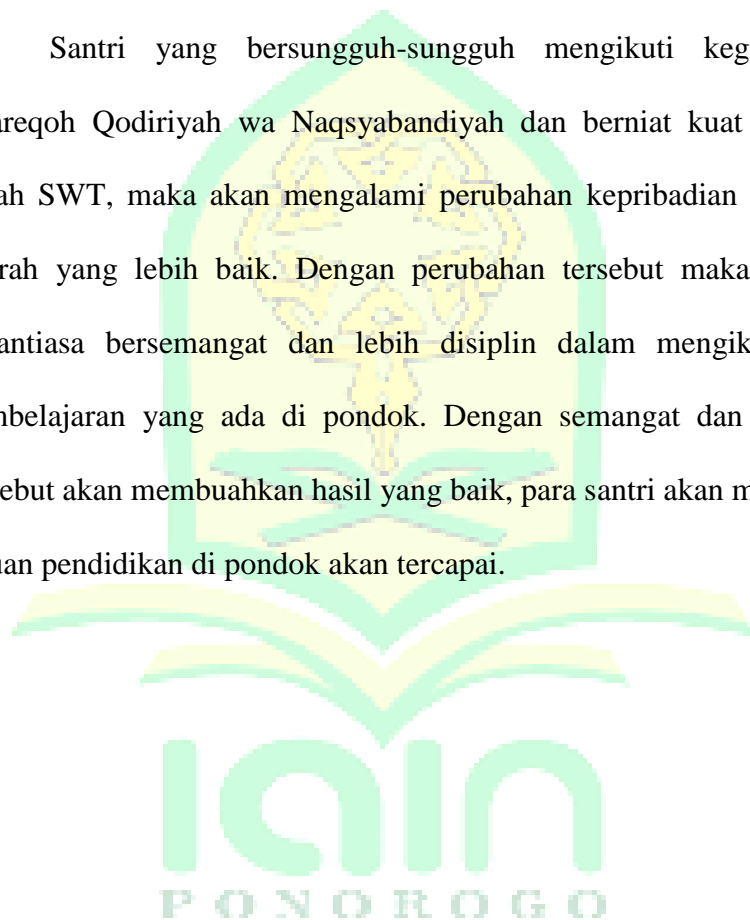 Santri yang bersungguh-sungguh mengikuti keg
areqoh Qodiriyah wa Naqsyabandiyah dan berniat kuat
ah SWT, maka akan mengalami perubahan kepribadian
rah yang lebih baik. Dengan perubahan tersebut maka
antiasa bersemangat dan lebih disiplin dalam mengik
nbelajaran yang ada di pondok. Dengan semangat dan
ebut akan membuahkan hasil yang baik, para santri akan m
uan pendidikan di pondok akan tercapai.
IAIN
PONOROGO